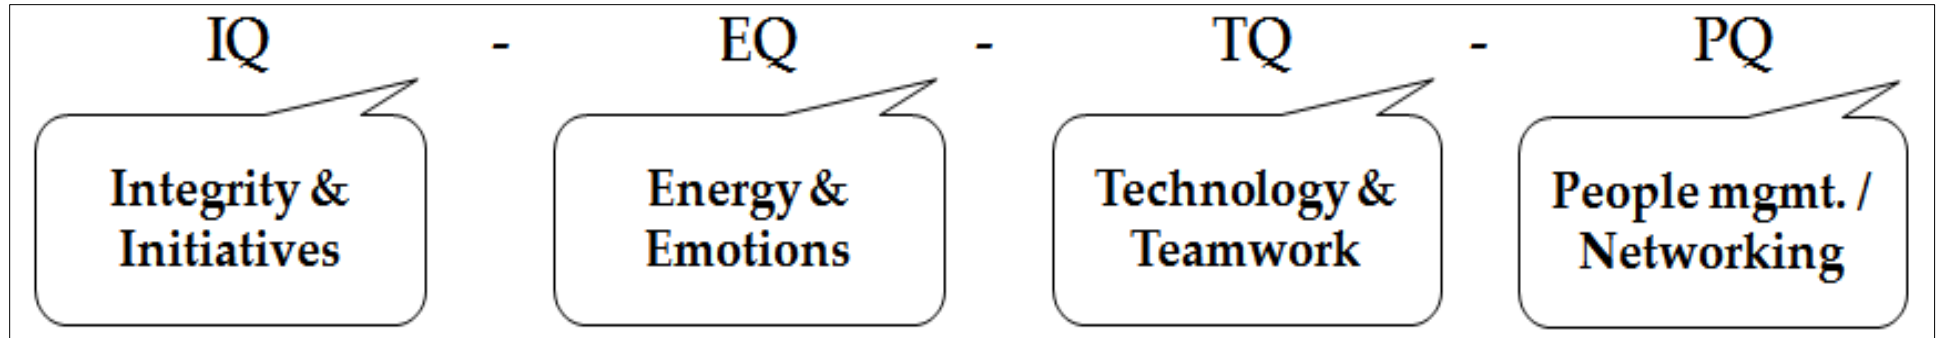 IQ - EQ - TQ - PQ
Integrity &
Initiatives
Energy &
Emotions
Technology &
Teamwork
People mgmt. /
Networking